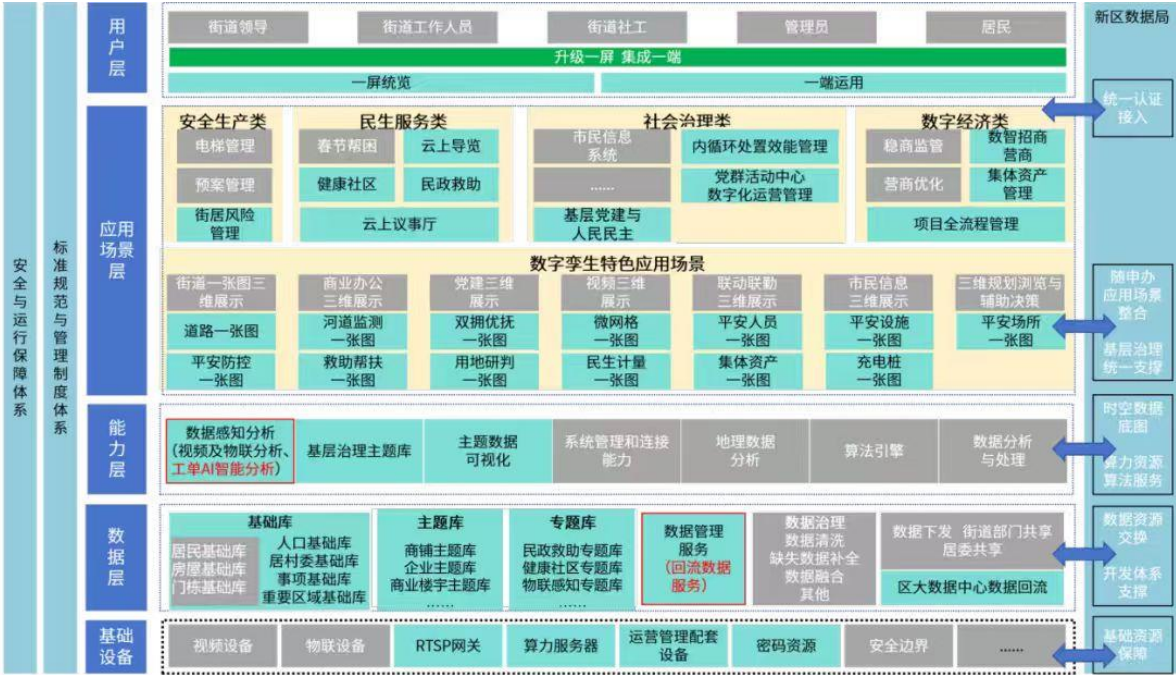 安全与运行保障体系
标准规范与管理制度体系
用户层
街道领导
街道工作人员
街道社工
管理员
居民
升级一屏 集成一端
一屏统览
一端运用
应用
场景
层
安全生产类
电梯管理
预案管理
街居风险
管理
民生服务类
春节帮困
云上导览
健康社区
民政救助
云上议事厅
社会治理类
市民信息
系统
内循环处置效能管理
......
党群活动中心
数字化运营管理
基层党建与
人民民主
数字经济类
稳商监管
数智招商
营商
营商优化
集体资产
管理
项目全流程管理
数字孪生特色应用场景
街道一张图三
维展示
商业办公
三维展示
党建三维
展示
视频三维
展示
联动联勤
三维展示
市民信息
三维展示
三维规划浏览与
辅助决策
道路一张图
河道监测
一张图
双拥优抚
一张图
微网格
一张图
平安人员
一张图
平安设施
一张图
平安场所
一张图
平安防控
一张图
救助帮扶
一张图
用地研判
一张图
民生计量
一张图
集体资产
一张图
充电桩
一张图
能力层
数据感知分析
（视频及物联分析、
工单AI智能分析）
基层治理主题库
主题数据
可视化
系统管理和连接
能力
地理数据
分析
算法引擎
数据分析
与处理
数据层
基础库
居民基础库
房屋基础库
门栋基础库
人口基础库
居村委基础库
事项基础库
重要区域基础库
主题库
商铺主题库
企业主题库
商业楼宇主题库
......
专题库
民政救助专题库
健康社区专题库
物联感知专题库
......
数据管理
服务
（回流数据
服务）
数据治理
数据清洗
缺失数据补全
数据融合
其他
数据下发 街道部门共享
居委共享
区大数据中心数据回流
基础
设备
视频设备
物联设备
RTSP网关
算力服务器
运营管理配套
设备
密码资源
安全边界
......
新区数据局
统一认证
接入
随申办
应用场景
整合
基层治理
统一支撑
时空数据
底图
算力资源
算法服务
数据资源
交换
开发体系
支撑
基础资源
保障